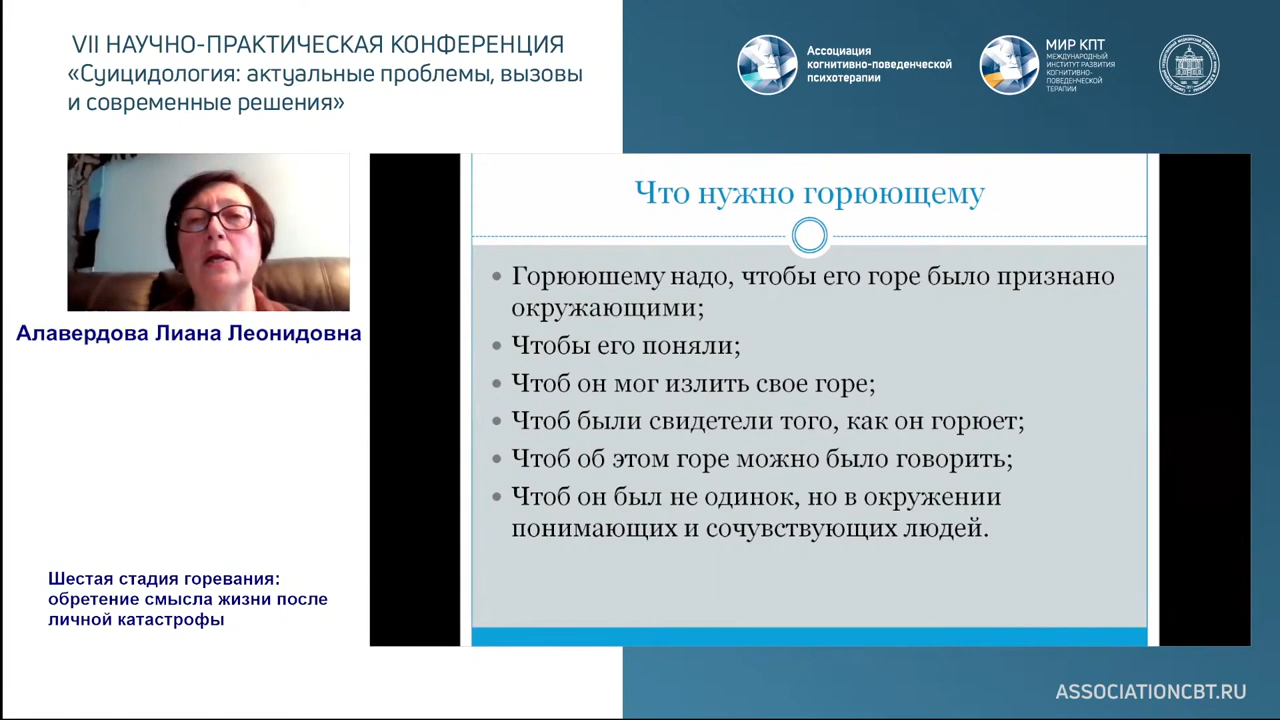 VII НАУЧНО-ПРАКТИЧЕСКАЯ КОНФЕРЕНЦИЯ
«Суицидология: актуальные проблемы, вызовы
и современные решения»
Ассоциация
когнитивно-поведенческой
психотерапии
МИР КПТ
МЕЖДУНАРОДНЫЙ
ИНСТИТУТ РАЗВИТИЯ
КОГНИТИВНО-
ПОВЕДЕНЧЕСКОЙ
ТЕРАПИИ
Алавердова Лиана Леонидовна
Шестая стадия горевания:
обретение смысла жизни после
личной катастрофы
Что нужно горюющему
• Горююшему надо, чтобы его горе было признано
окружающими;
• Чтобы его поняли;
• Чтоб он мог излить свое горе;
• Чтоб были свидетели того, как он горюет;
• Чтоб об этом горе можно было говорить;
• Чтоб он был не одинок, но в окружении
понимающих и сочувствующих людей.
ASSOCIATIONCBT.RU